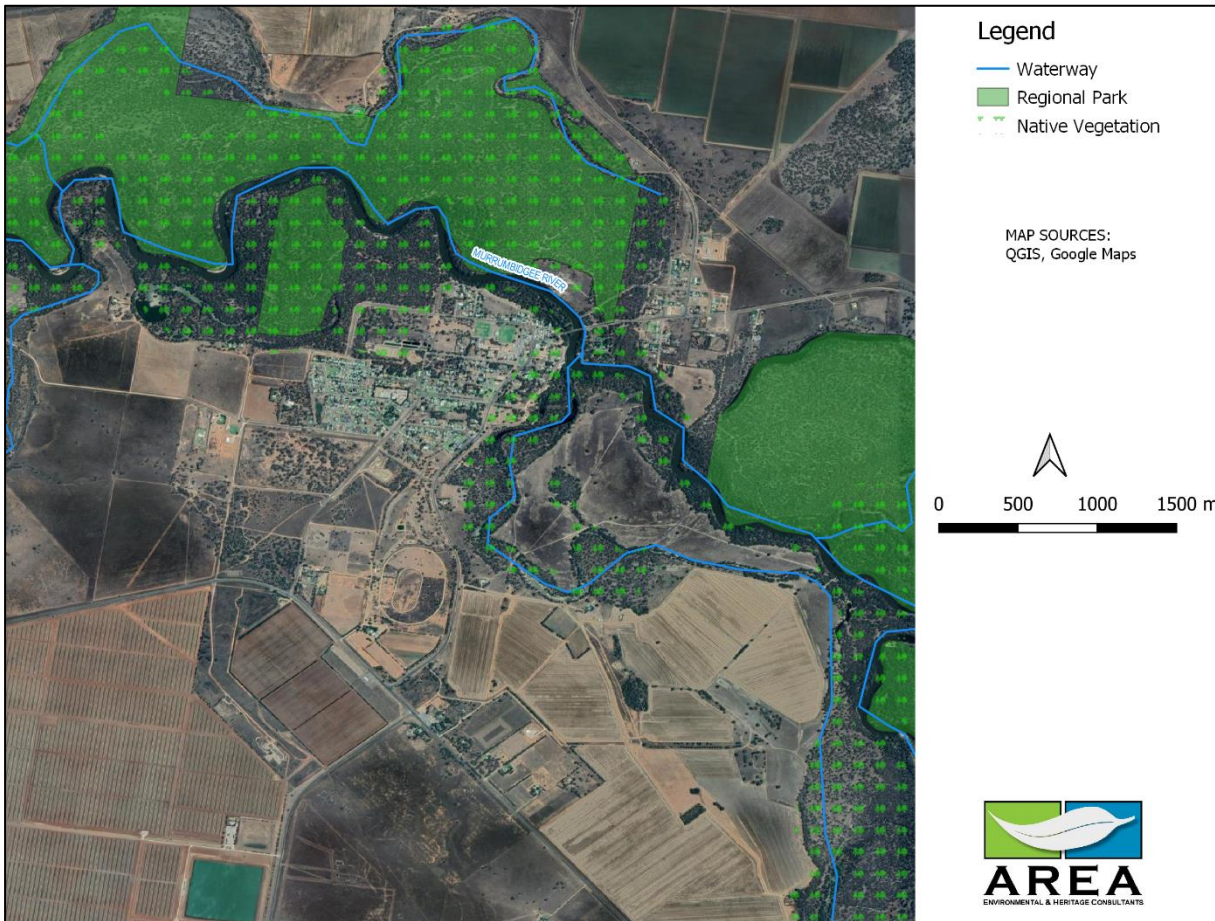 Legend
Waterway
Regional Park
Native Vegetation
MAP SOURCES:
QGIS, Google Maps
MURRUMBIDGEE RIVER
0 500 1000 1500 m
AREA
ENVIRONMENTAL & HERITAGE CONSULTANTS